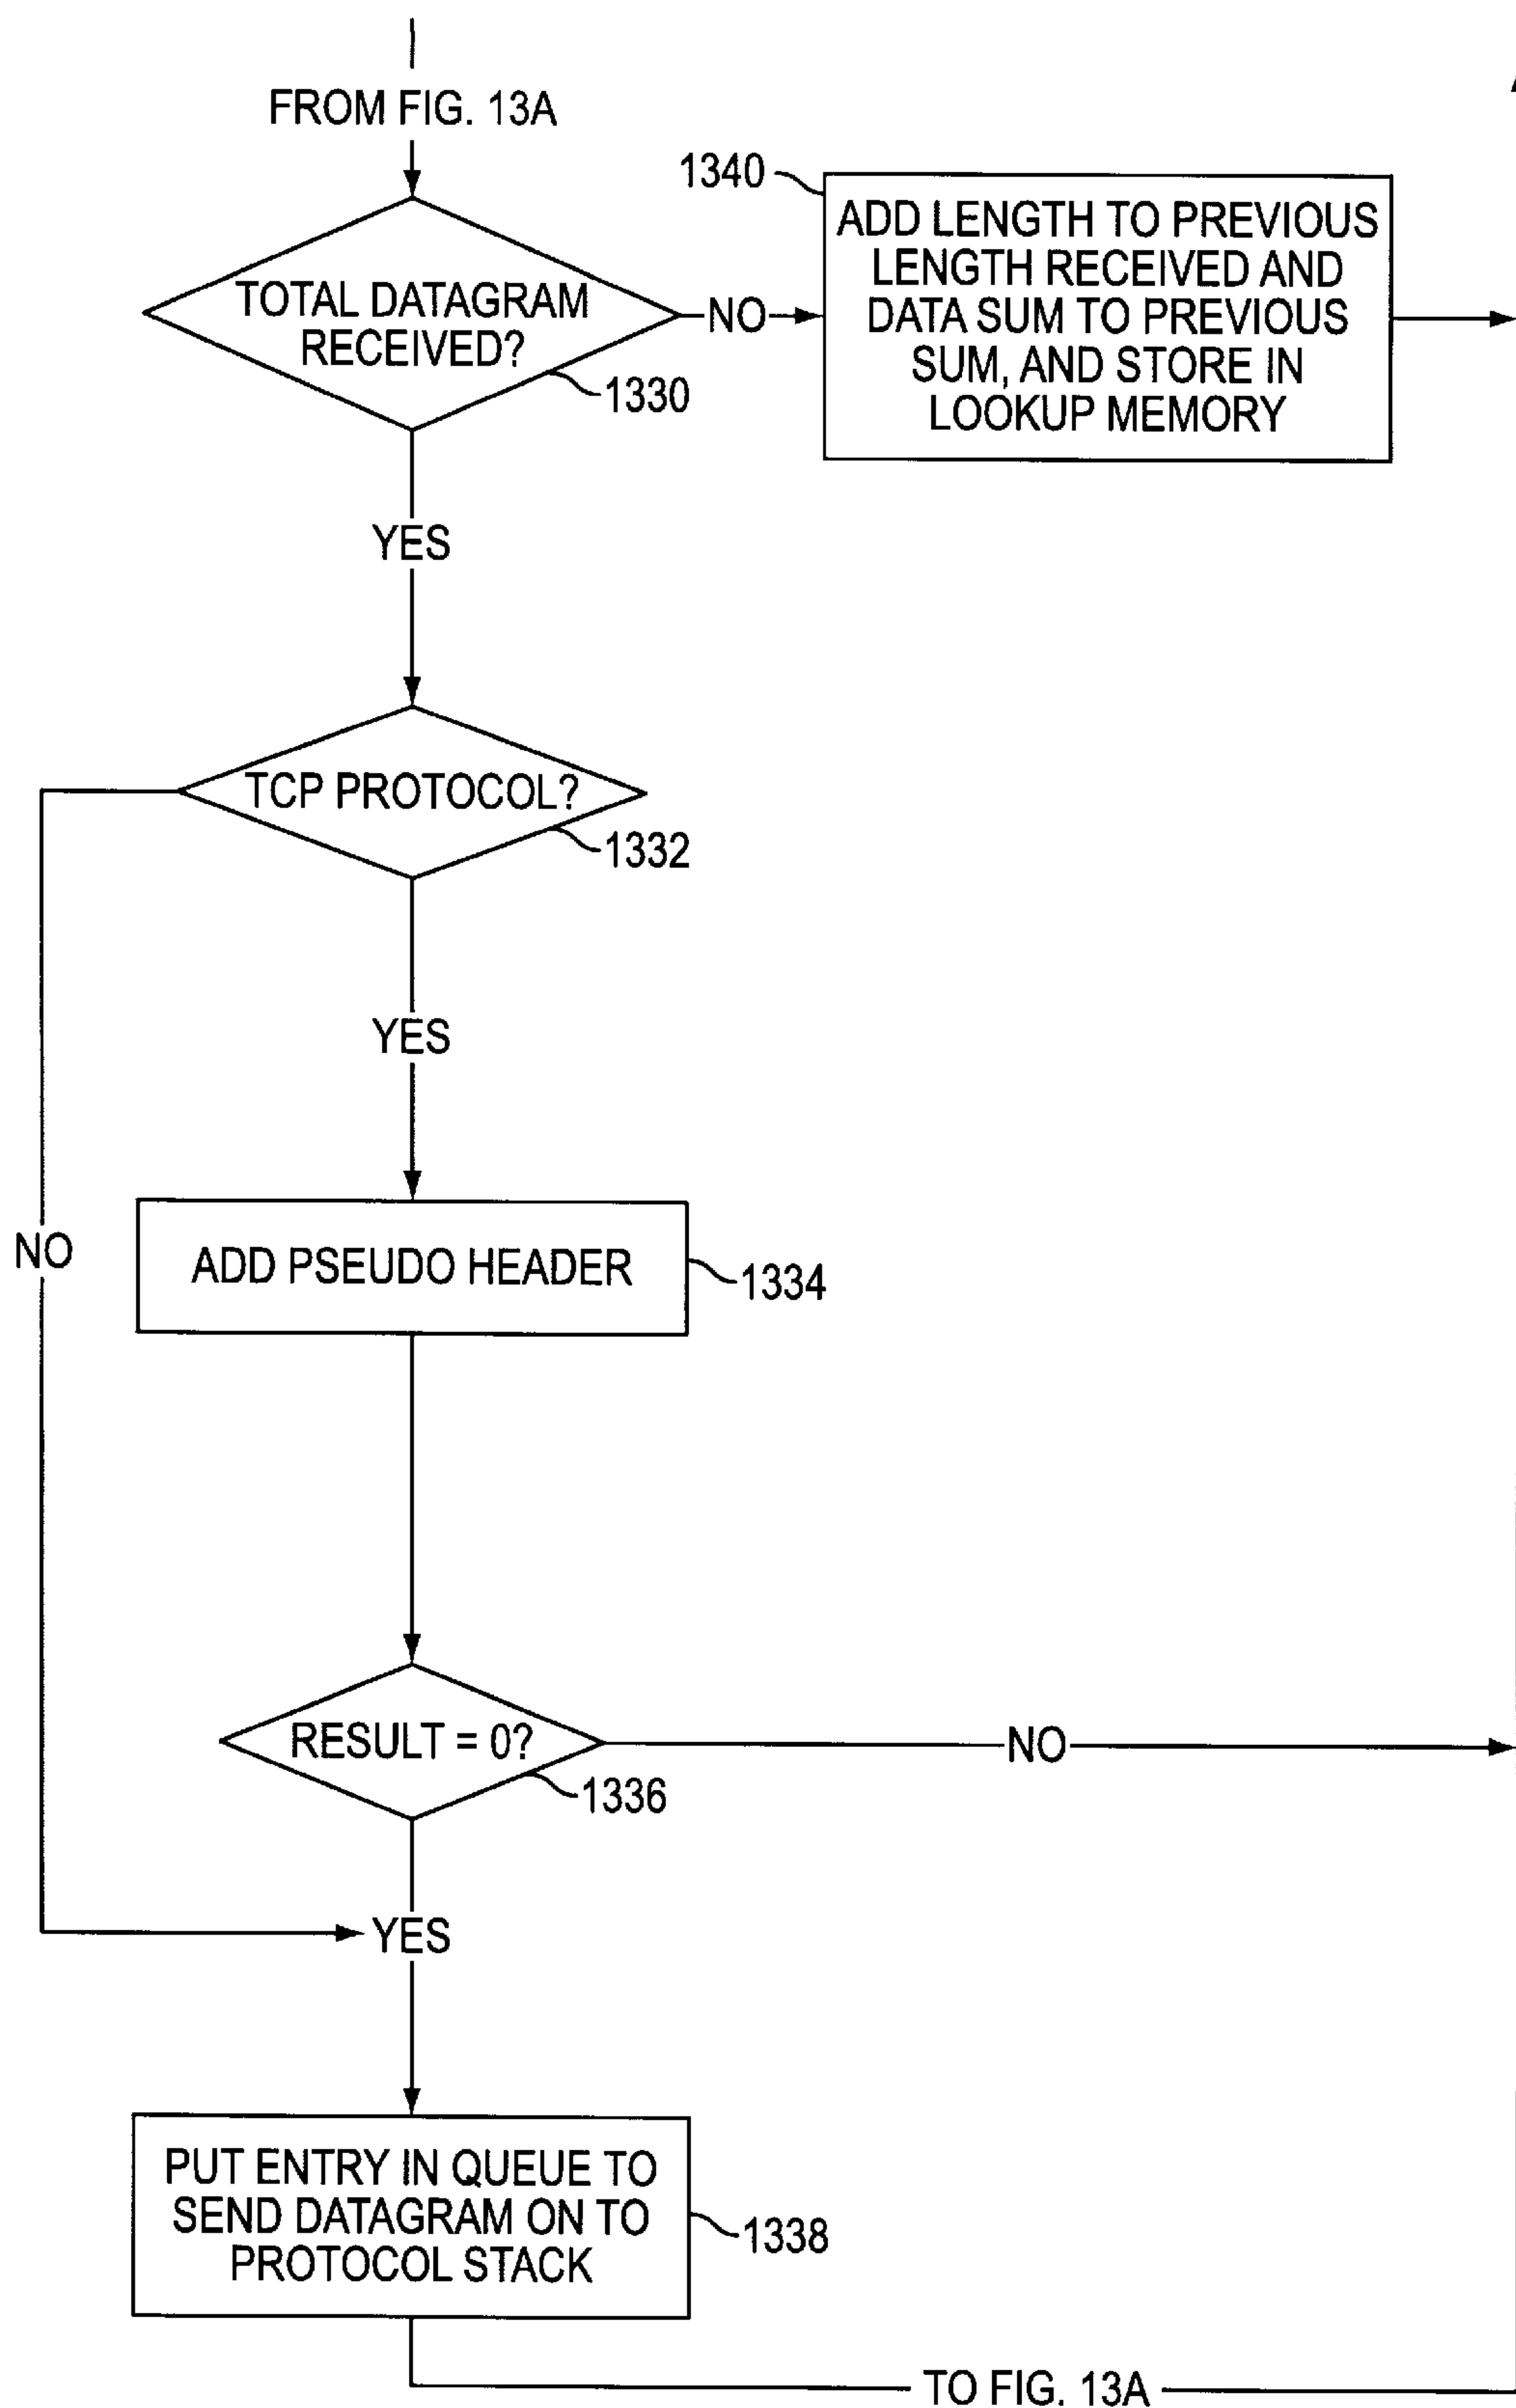 FROM FIG. 13A
1340
ADD LENGTH TO PREVIOUS
LENGTH RECEIVED AND
DATA SUM TO PREVIOUS
SUM, AND STORE IN
LOOKUP MEMORY
TOTAL DATAGRAM
RECEIVED?
NO
1330
YES
TCP PROTOCOL?
1332
YES
NO
ADD PSEUDO HEADER
1334
RESULT = 0?
NO
1336
YES
PUT ENTRY IN QUEUE TO
SEND DATAGRAM ON TO
PROTOCOL STACK
1338
TO FIG. 13A